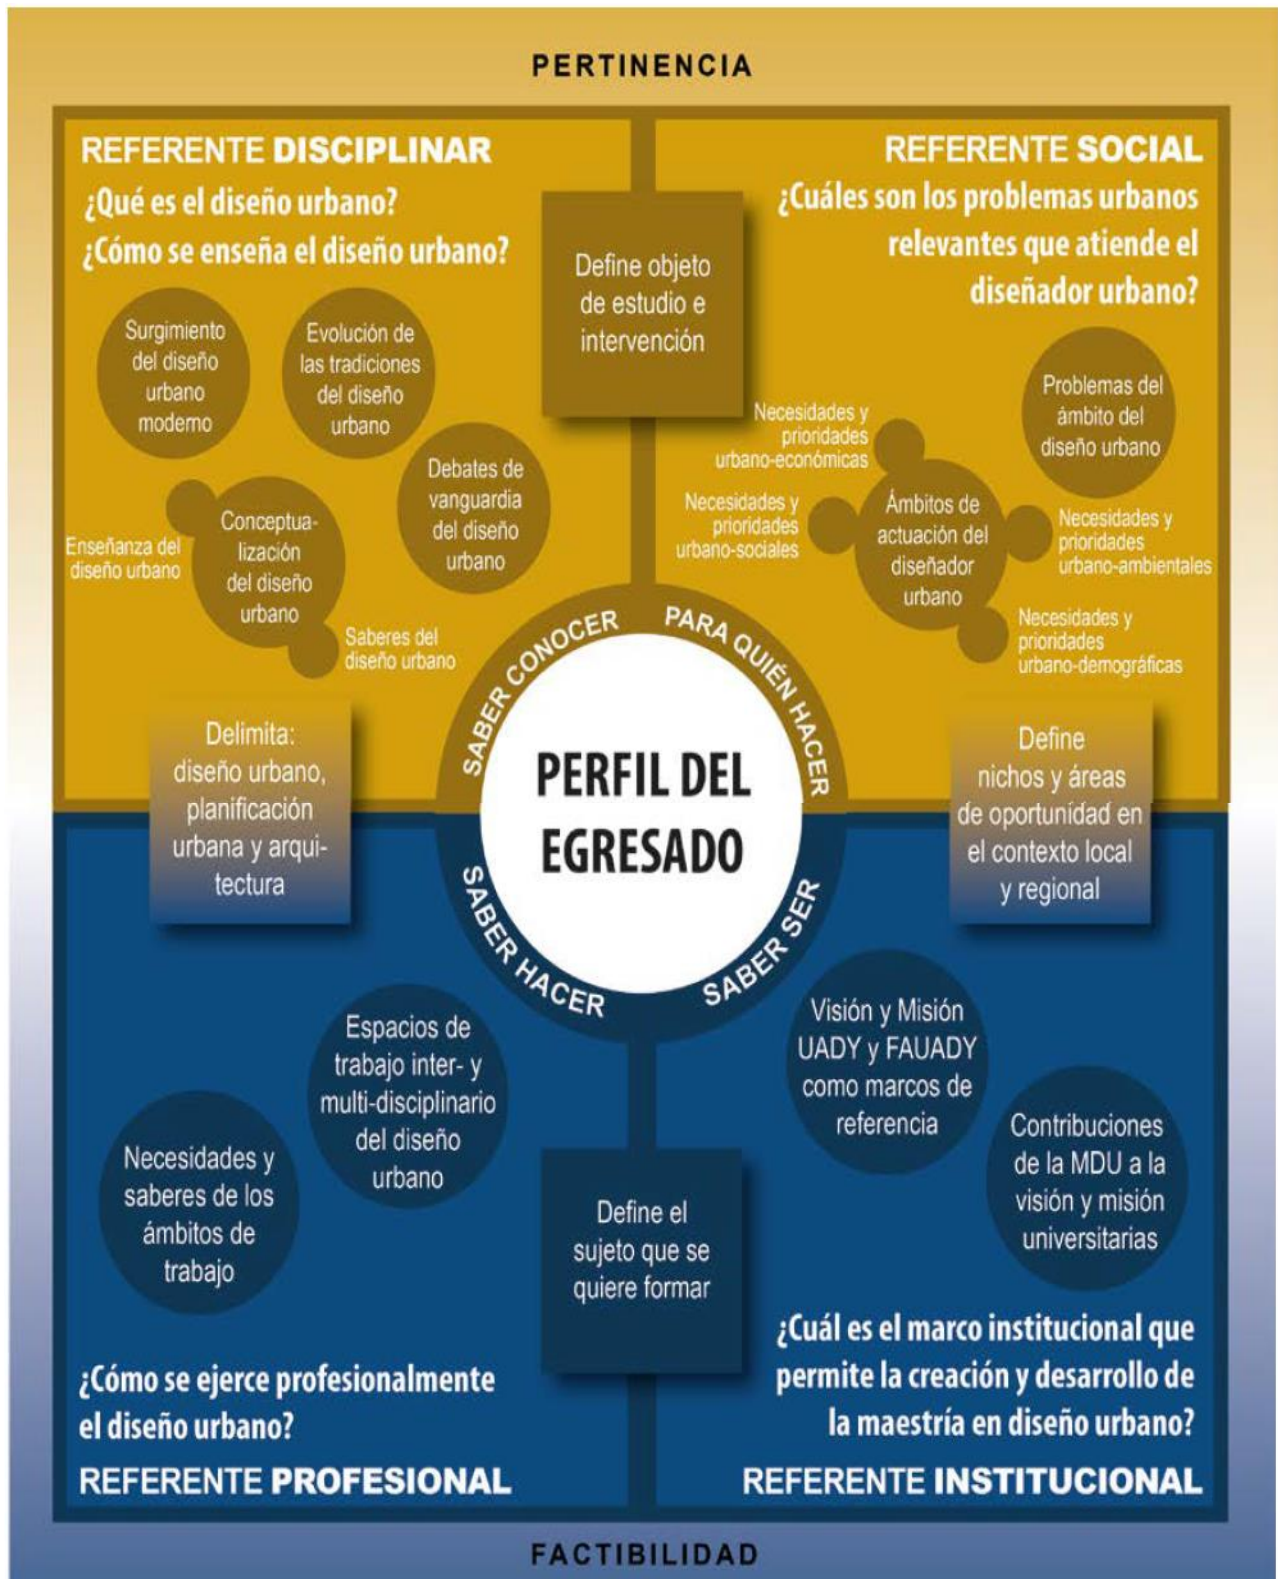 PERTINENCIA
REFERENTE DISCIPLINAR
¿Qué es el diseño urbano?
¿Cómo se enseña el diseño urbano?
Surgimiento
del diseño
urbano
moderno
Evolución de
las tradiciones
del diseño
urbano
Debates de
vanguardia
del diseño
urbano
Conceptua-
lización
del diseño
urbano
Enseñanza del
diseño urbano
Saberes del
diseño urbano
Define objeto
de estudio e
intervención
REFERENTE SOCIAL
¿Cuáles son los problemas urbanos
relevantes que atiende el
diseñador urbano?
Problemas del
ámbito del
diseño urbano
Necesidades y
prioridades
urbano-económicas
Necesidades y
prioridades
urbano-sociales
Ámbitos de
actuación del
diseñador
urbano
Necesidades y
prioridades
urbano-ambientales
Necesidades y
prioridades
urbano-demográficas
SABER CONOCER
PARA QUIÉN HACER
Delimita:
diseño urbano,
planificación
urbana y arqui-
tectura
PERFIL DEL
EGRESADO
Define
nichos y áreas
de oportunidad en
el contexto local
y regional
SABER HACER
SABER SER
Espacios de
trabajo inter- y
multi-disciplinario
del diseño
urbano
Necesidades y
saberes de los
ámbitos de
trabajo
Define el
sujeto que se
quiere formar
Visión y Misión
UADY y FAUADY
como marcos de
referencia
Contribuciones
de la MDU a la
visión y misión
universitarias
¿Cómo se ejerce profesionalmente
el diseño urbano?
REFERENTE PROFESIONAL
¿Cuál es el marco institucional que
permite la creación y desarrollo de
la maestría en diseño urbano?
REFERENTE INSTITUCIONAL
FACTIBILIDAD